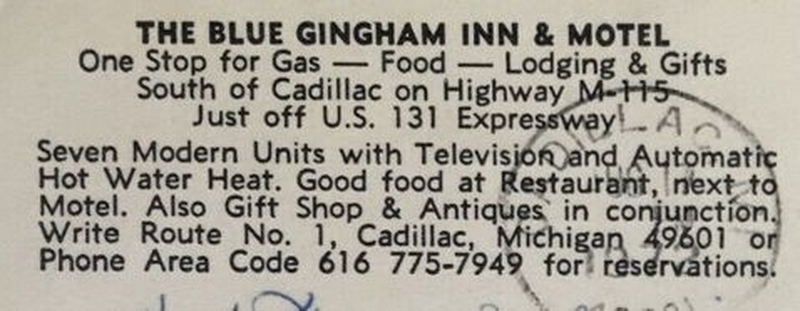 THE BLUE GINGHAM INN & MOTEL
One Stop for Gas — Food — Lodging & Gifts
South of Cadillac on Highway M-115
Just off U.S. 131 Expressway
Seven Modern Units with Television and Automatic
Hot Water Heat. Good food at Restaurant, next to
Motel. Also Gift Shop & Antiques in conjunction.
Write Route No. 1, Cadillac, Michigan 49601 or
Phone Area Code 616 775-7949 for reservations.